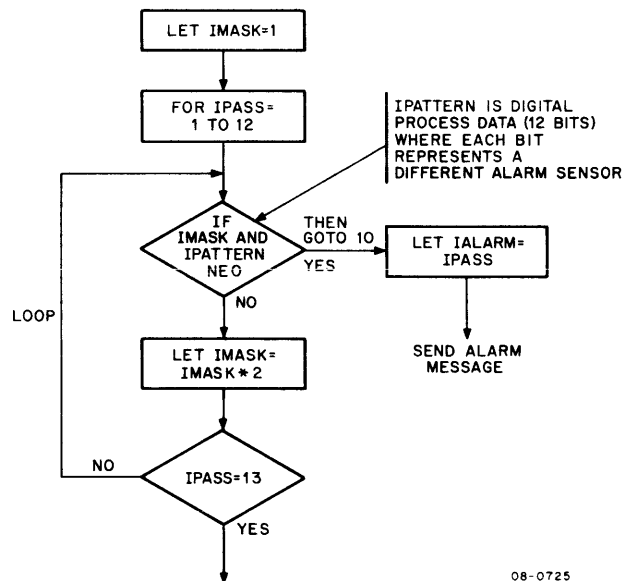 LET IMASK=1
FOR IPASS=
1 TO 12
IPATTERN IS DIGITAL
PROCESS DATA (12 BITS)
WHERE EACH BIT
REPRESENTS A
DIFFERENT ALARM SENSOR
IF
IMASK AND
IPATTERN
NEO
THEN
GOTO 10
YES
LET IALARM=
IPASS
NO
LOOP
SEND ALARM
MESSAGE
LET IMASK=
IMASK*2
NO
IPASS=13
YES
08-0725